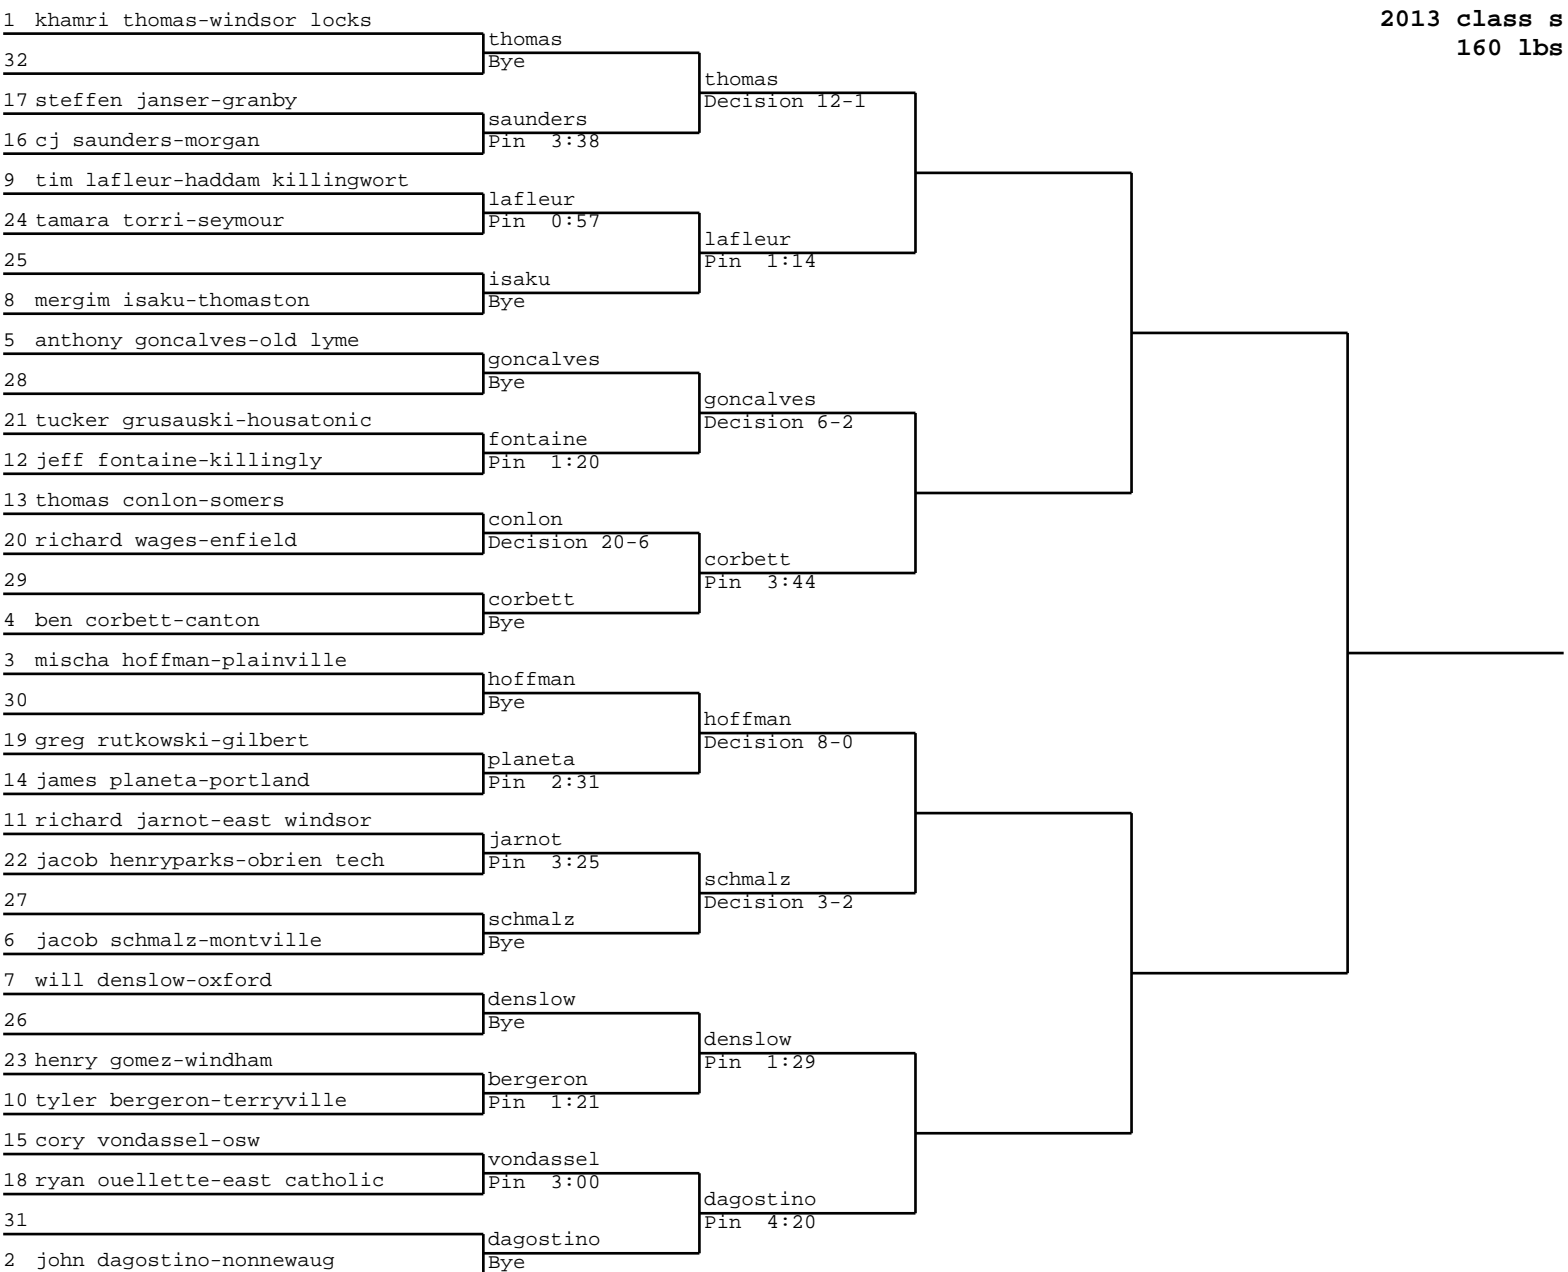 2013 class s
160 lbs
1 khamri thomas-windsor locks
32
17 steffen janser-granby
16 cj saunders-morgan
9 tim lafleur-haddam killingwort
24 tamara torri-seymour
25
8 mergim isaku-thomaston
5 anthony goncalves-old lyme
28
21 tucker grusauski-housatonic
12 jeff fontaine-killingly
13 thomas conlon-somers
20 richard wages-enfield
29
4 ben corbett-canton
3 mischa hoffman-plainville
30
19 greg rutkowski-gilbert
14 james planeta-portland
11 richard jarnot-east windsor
22 jacob henryparks-obrien tech
27
6 jacob schmalz-montville
7 will denslow-oxford
26
23 henry gomez-windham
10 tyler bergeron-terryville
15 cory vondassel-osw
18 ryan ouellette-east catholic
31
2 john dagostino-nonnewaug
thomas
Bye
saunders
Pin 3:38
lafleur
Pin 0:57
isaku
Bye
goncalves
Bye
fontaine
Pin 1:20
conlon
Decision 20-6
corbett
Bye
hoffman
Bye
planeta
Pin 2:31
jarnot
Pin 3:25
schmalz
Bye
denslow
Bye
bergeron
Pin 1:21
vondassel
Pin 3:00
dagostino
Bye
thomas
Decision 12-1
lafleur
Pin 1:14
goncalves
Decision 6-2
corbett
Pin 3:44
hoffman
Decision 8-0
schmalz
Decision 3-2
denslow
Pin 1:29
dagostino
Pin 4:20